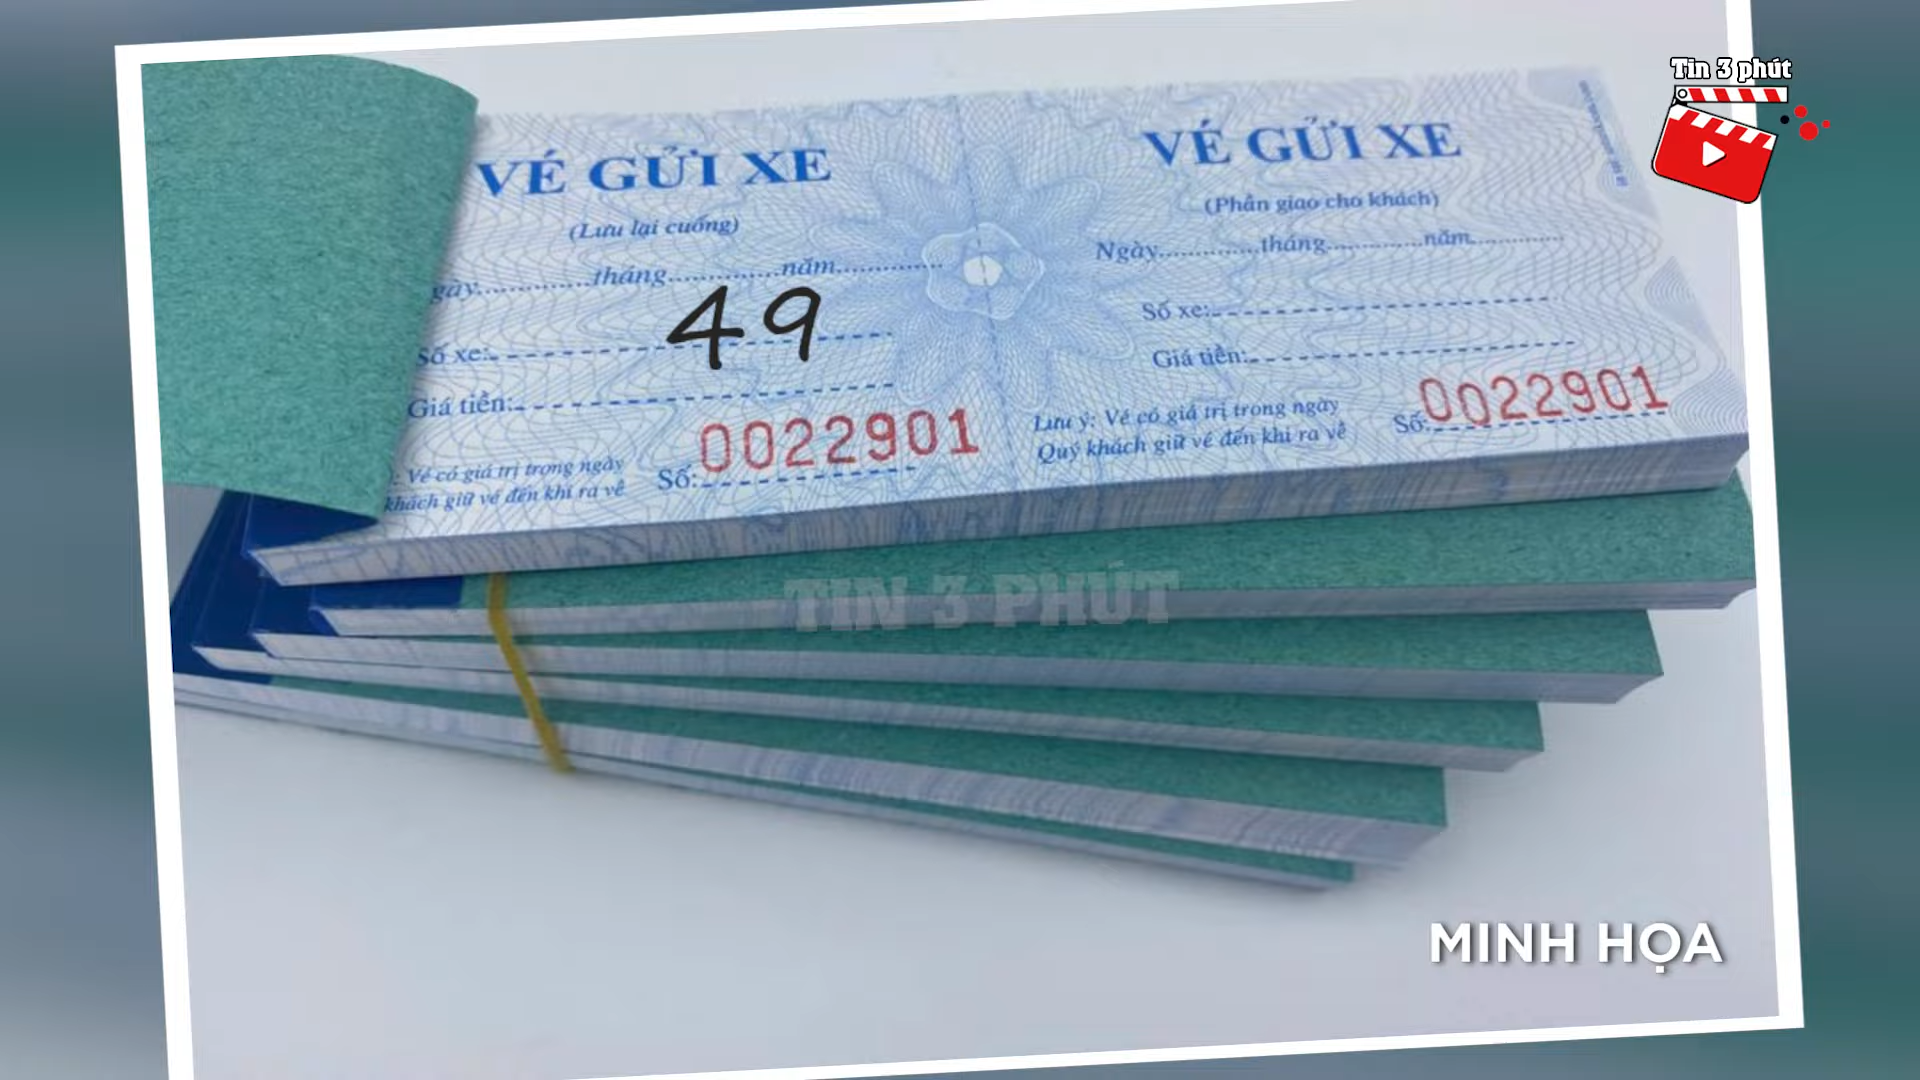 Tin 3 phút
VÉ GỬI XE
(Lưu lại cuống)
gày.............tháng.............năm.............
49
Số xe:
Giá tiền:
: Vé có giá trị trong ngày
khách giữ vé đến khi ra về
Số: 0022901
VÉ GỬI XE
(Phần giao cho khách)
Ngày.............tháng.............năm.............
Số xe:
Giá tiền:
Lưu ý: Vé có giá trị trong ngày
Quý khách giữ vé đến khi ra về
Số: 0022901
TIN 3 PHÚT
MINH HỌA